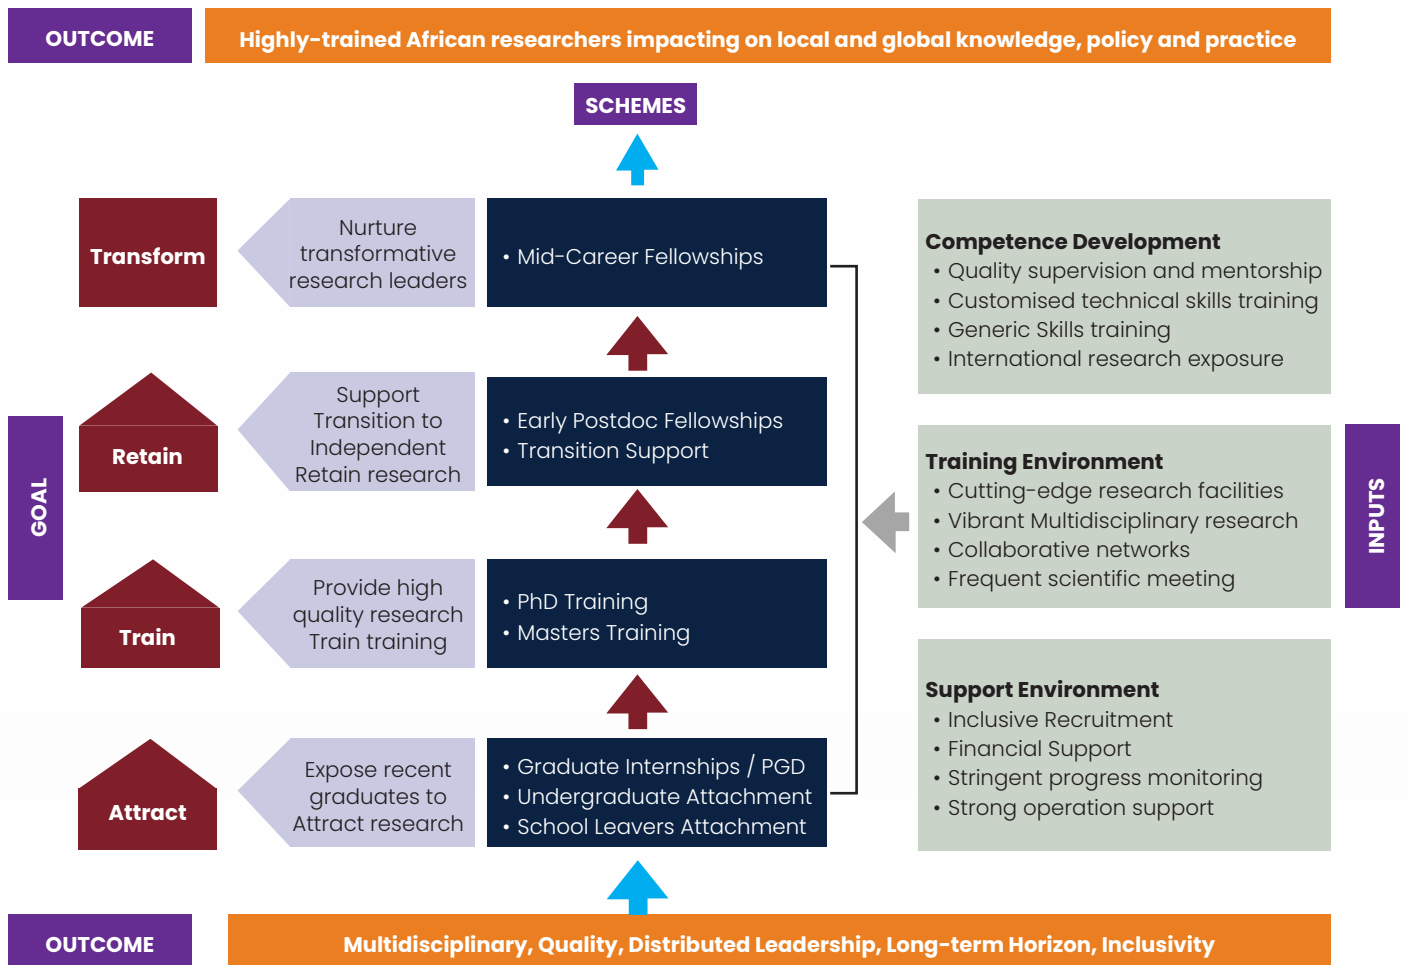 OUTCOME
Highly-trained African researchers impacting on local and global knowledge, policy and practice
SCHEMES
Transform
Nurture
transformative
research leaders
• Mid-Career Fellowships
Retain
Support
Transition to
Independent
Retain research
• Early Postdoc Fellowships
• Transition Support
GOAL
Train
Provide high
quality research
Train training
• PhD Training
• Masters Training
Attract
Expose recent
graduates to
Attract research
• Graduate Internships / PGD
• Undergraduate Attachment
• School Leavers Attachment
Competence Development
• Quality supervision and mentorship
• Customised technical skills training
• Generic Skills training
• International research exposure
Training Environment
• Cutting-edge research facilities
• Vibrant Multidisciplinary research
• Collaborative networks
• Frequent scientific meeting
INPUTS
Support Environment
• Inclusive Recruitment
• Financial Support
• Stringent progress monitoring
• Strong operation support
OUTCOME
Multidisciplinary, Quality, Distributed Leadership, Long-term Horizon, Inclusivity